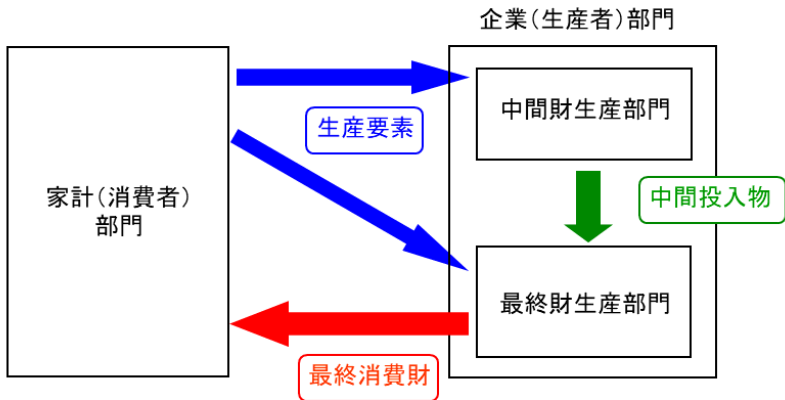 企業（生産者）部門
中間財生産部門
生産要素
中間投入物
家計（消費者）
部門
最終財生産部門
最終消費財